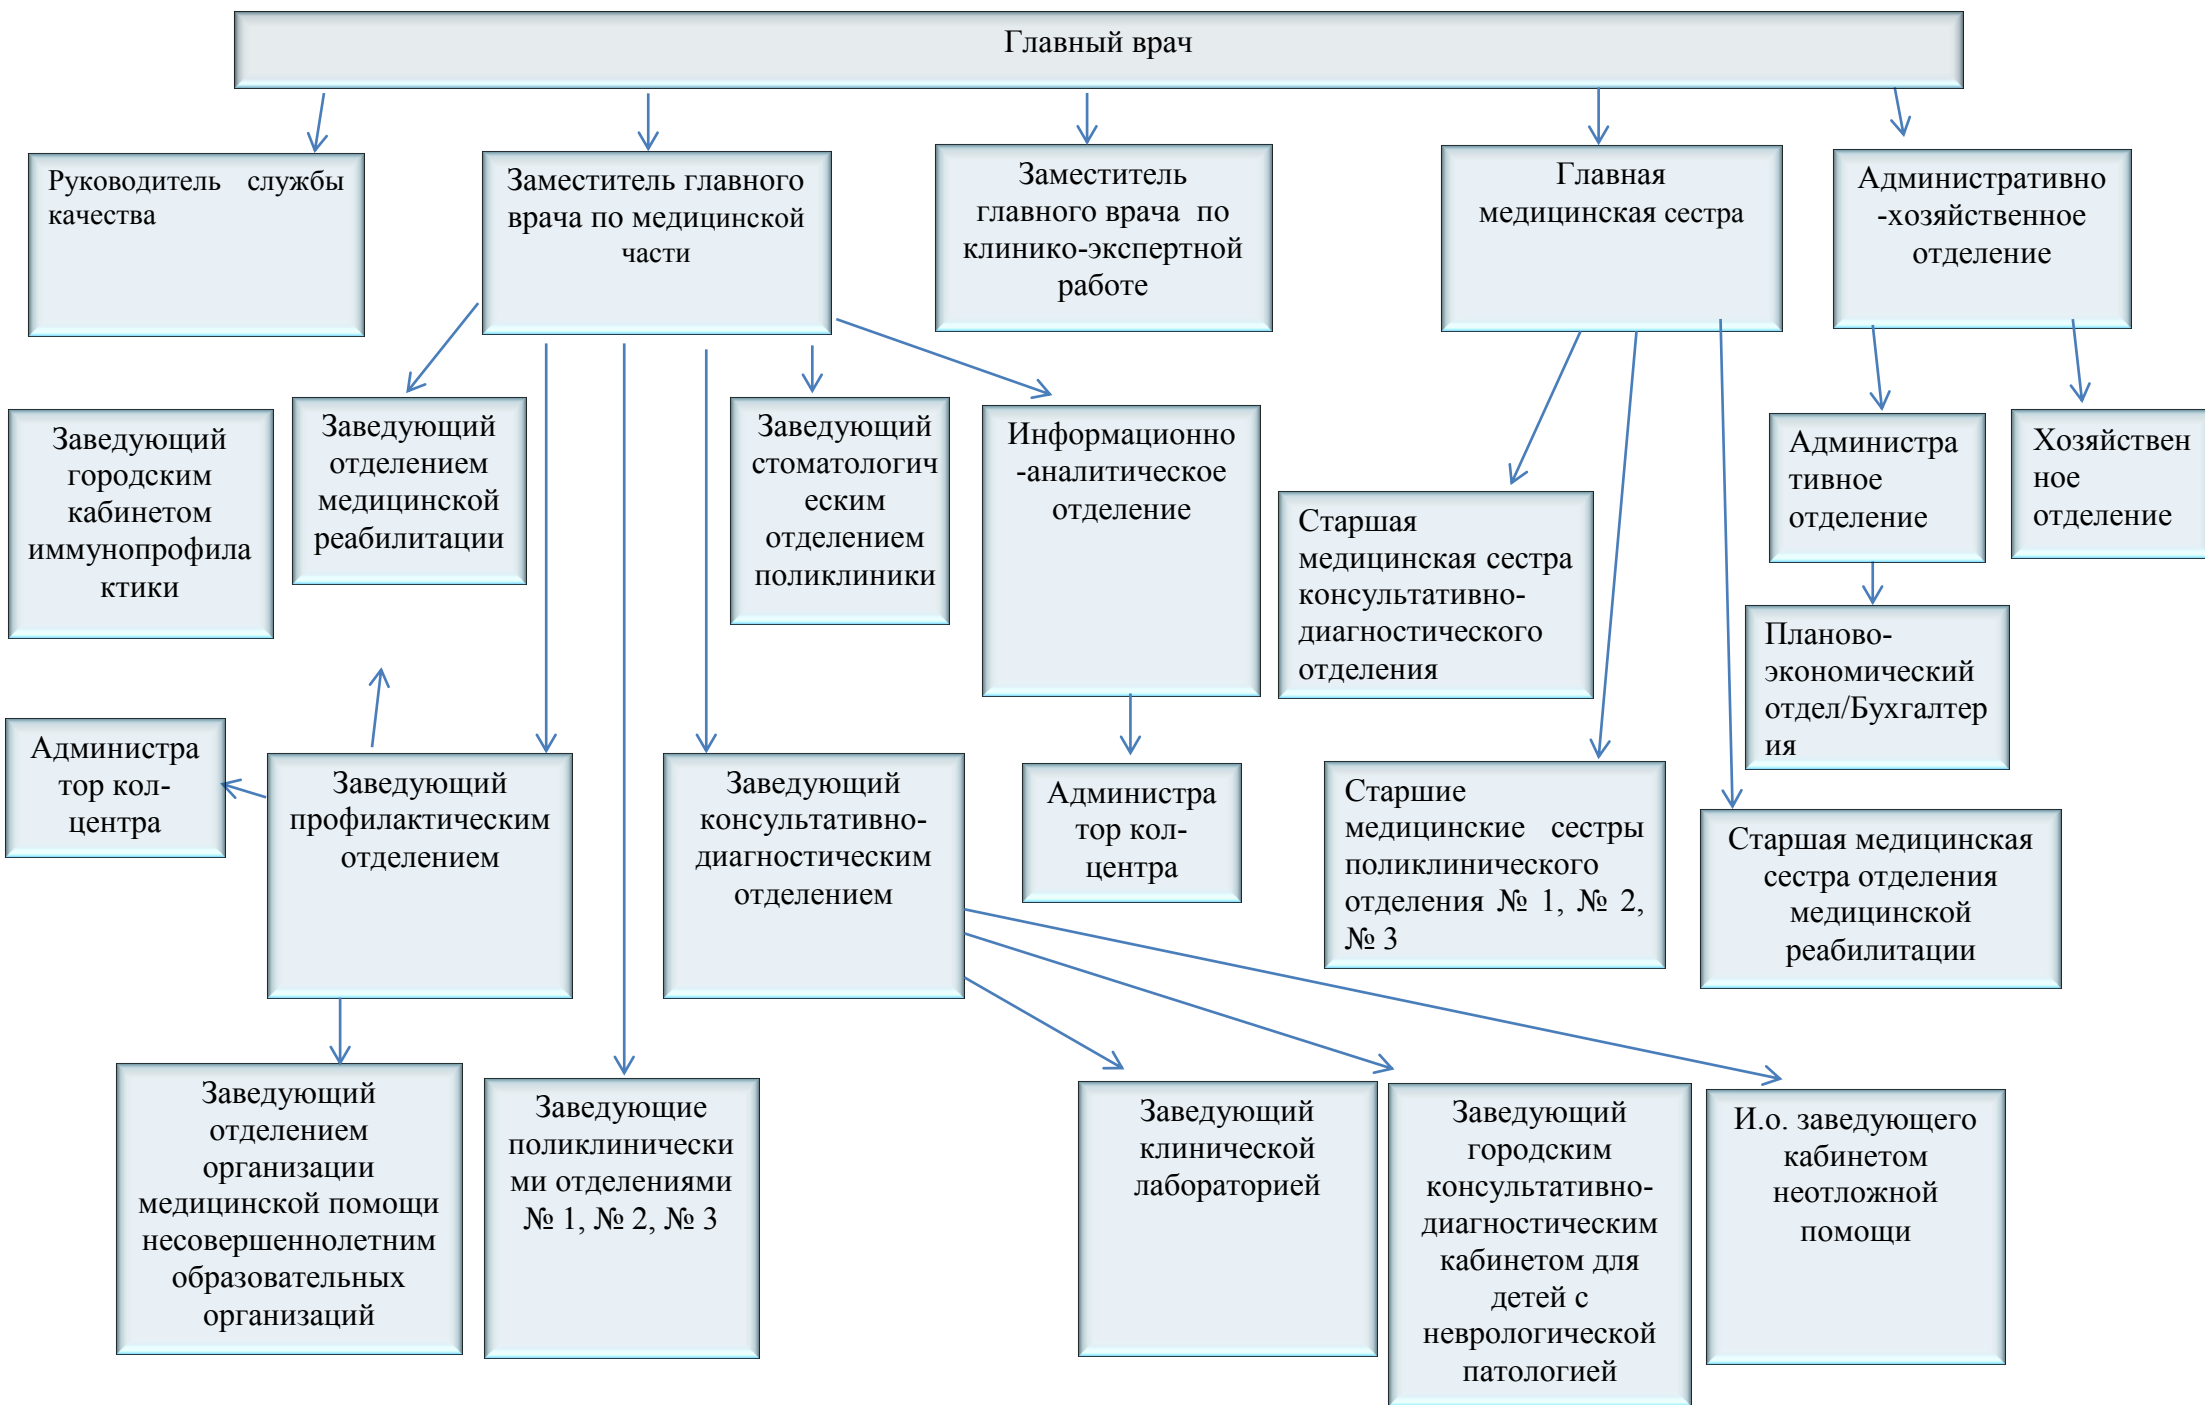 Главный врач
Руководитель службы
качества
Заместитель главного
врача по медицинской
части
Заместитель
главного врача по
клинико-экспертной
работе
Главная
медицинская сестра
Административно
-хозяйственное
отделение
Заведующий
городским
кабинетом
иммунопрофила
ктики
Заведующий
отделением
медицинской
реабилитации
Заведующий
стоматологич
еским
отделением
поликлиники
Информационно
-аналитическое
отделение
Старшая
медицинская сестра
консультативно-
диагностического
отделения
Администра
тивное
отделение
Хозяйствен
ное
отделение
Планово-
экономический
отдел/Бухгалтер
ия
Администра
тор кол-
центра
Заведующий
профилактическим
отделением
Заведующий
консультативно-
диагностическим
отделением
Администра
тор кол-
центра
Старшие
медицинские сестры
поликлинического
отделения № 1, № 2,
№ 3
Старшая медицинская
сестра отделения
медицинской
реабилитации
Заведующий
отделением
организации
медицинской помощи
несовершеннолетним
образовательных
организаций
Заведующие
поликлинически
ми отделениями
№ 1, № 2, № 3
Заведующий
клинической
лабораторией
Заведующий
городским
консультативно-
диагностическим
кабинетом для
детей с
неврологической
патологией
И.о. заведующего
кабинетом
неотложной
помощи